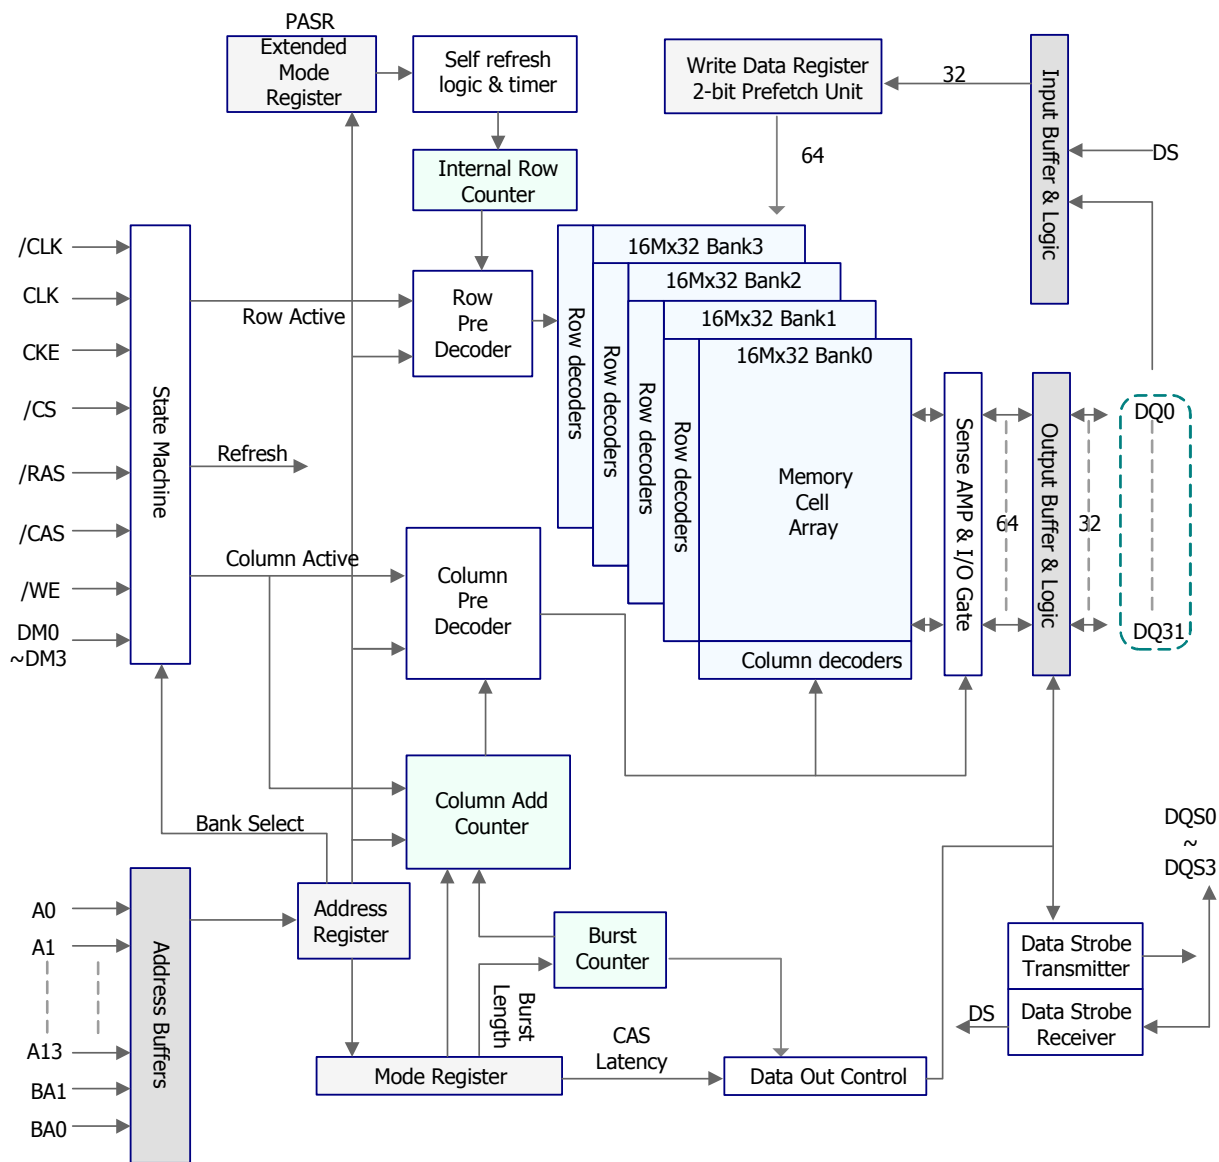 PASR
Extended
Mode
Register
Self refresh
logic & timer
Write Data Register
2-bit Prefetch Unit
32
Input Buffer & Logic
DS
64
Internal Row
Counter
/CLK
CLK
CKE
/CS
/RAS
/CAS
/WE
DM0
~DM3
State Machine
Row Active
Refresh
Column Active
Row
Pre
Decoder
16Mx32 Bank3
16Mx32 Bank2
16Mx32 Bank1
16Mx32 Bank0
Row decoders
Row decoders
Row decoders
Row decoders
Memory
Cell
Array
Column decoders
Sense AMP & I/O Gate
64
Output Buffer & Logic
32
DQ0
DQ31
Column
Pre
Decoder
Column Add
Counter
Bank Select
A0
A1
A13
BA1
BA0
Address Buffers
Address
Register
Burst
Counter
Burst
Length
CAS
Latency
Mode Register
Data Out Control
DQS0
~
DQS3
Data Strobe
Transmitter
Data Strobe
Receiver
DS